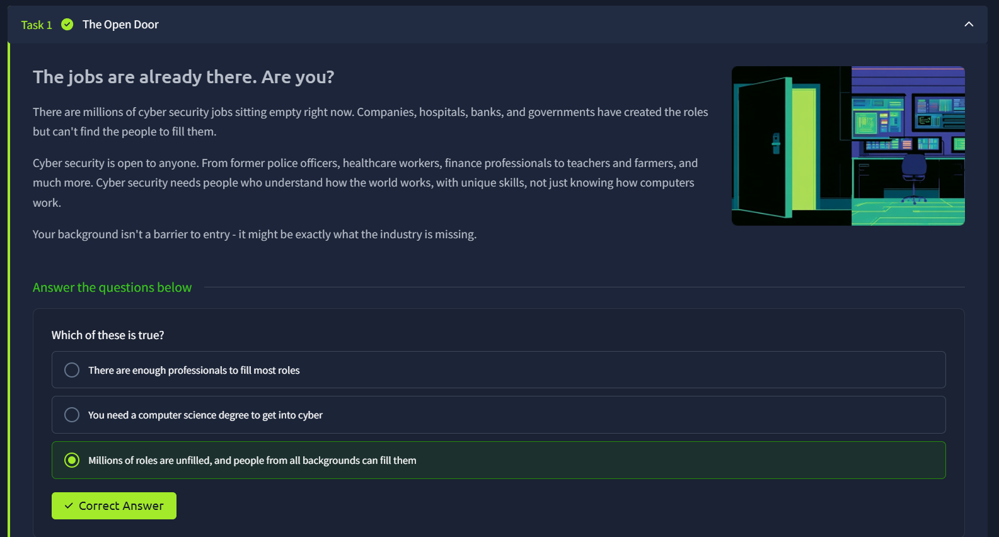 Task 1 The Open Door
The jobs are already there. Are you?
There are millions of cyber security jobs sitting empty right now. Companies, hospitals, banks, and governments have created the roles
but can't find the people to fill them.
Cyber security is open to anyone. From former police officers, healthcare workers, finance professionals to teachers and farmers, and
much more. Cyber security needs people who understand how the world works, with unique skills, not just knowing how computers
work.
Your background isn't a barrier to entry - it might be exactly what the industry is missing.
Answer the questions below
Which of these is true?
There are enough professionals to fill most roles
You need a computer science degree to get into cyber
Millions of roles are unfilled, and people from all backgrounds can fill them
Correct Answer